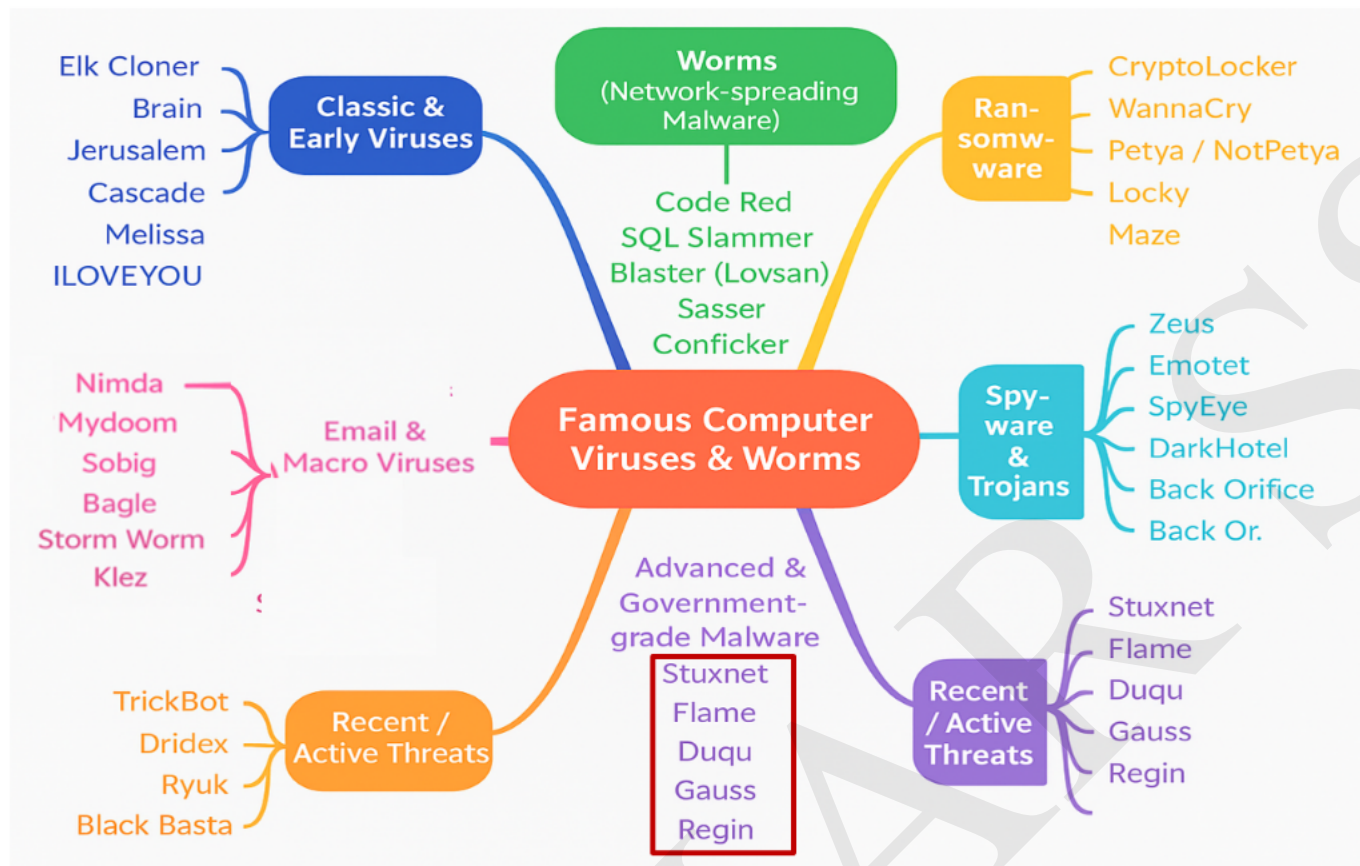 Elk Cloner
Brain
Jerusalem
Cascade
Melissa
ILOVEYOU
Classic &
Early Viruses
Worms
(Network-spreading
Malware)
Code Red
SQL Slammer
Blaster (Lovsan)
Sasser
Conficker
Ran-
somw-
ware
CryptoLocker
WannaCry
Petya / NotPetya
Locky
Maze
Nimda
Mydoom
Sobig
Bagle
Storm Worm
Klez
Email &
Macro Viruses
Famous Computer
Viruses & Worms
Spy-
ware
&
Trojans
Zeus
Emotet
SpyEye
DarkHotel
Back Orifice
Back Or.
TrickBot
Dridex
Ryuk
Black Basta
Recent /
Active Threats
Advanced &
Government-
grade Malware
Stuxnet
Flame
Duqu
Gauss
Regin
Recent
/ Active
Threats
Stuxnet
Flame
Duqu
Gauss
Regin